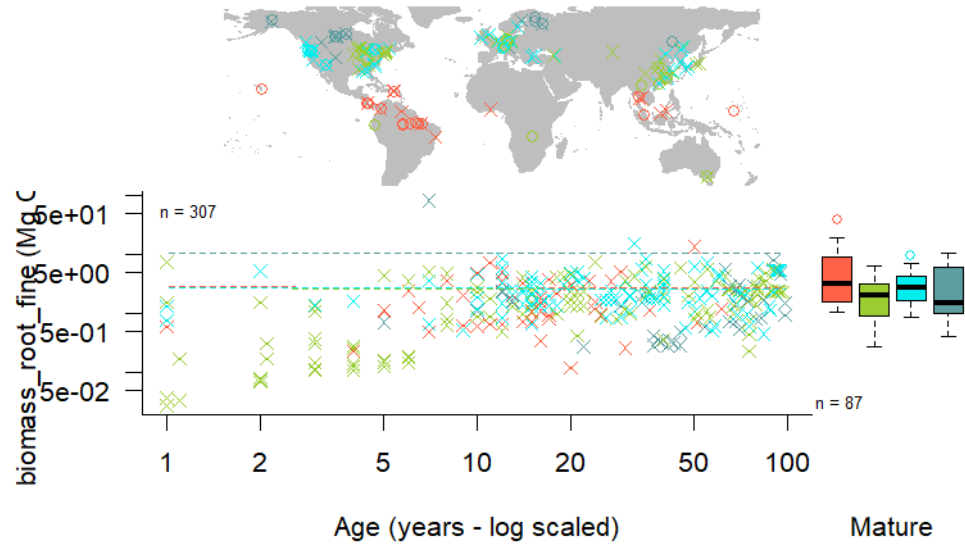 biomass_root_fine (Mg C
5e+01
5e+00
5e-01
5e-02
n = 307
n = 87
1 2 5 10 20 50 100
Age (years - log scaled)
Mature